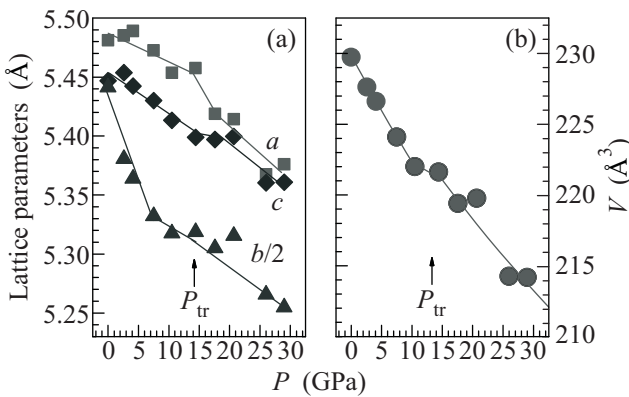 5.50
5.45
5.40
5.35
5.30
5.25
Lattice parameters (Å)
(a)
a
c
b/2
P_tr
0 5 10 15 20 25 30
(b)
P_tr
0 5 10 15 20 25 30
230
225
220
215
210
V (Å³)
P (GPa)